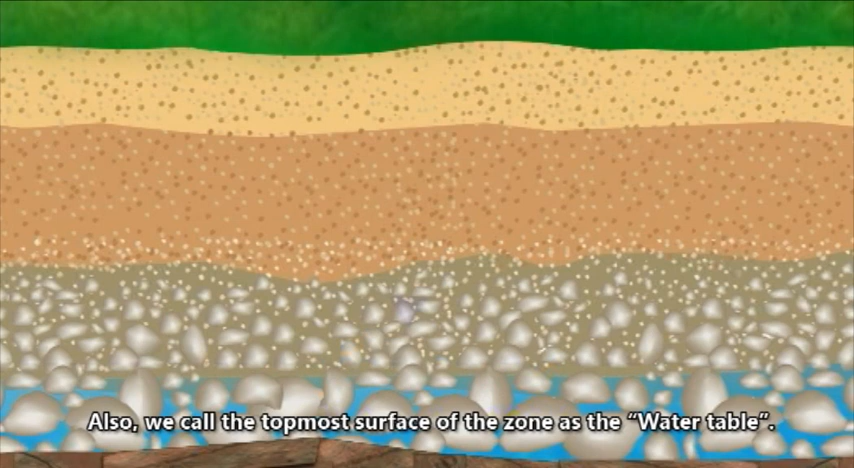 Also, we call the topmost surface of the zone as the “Water table“.